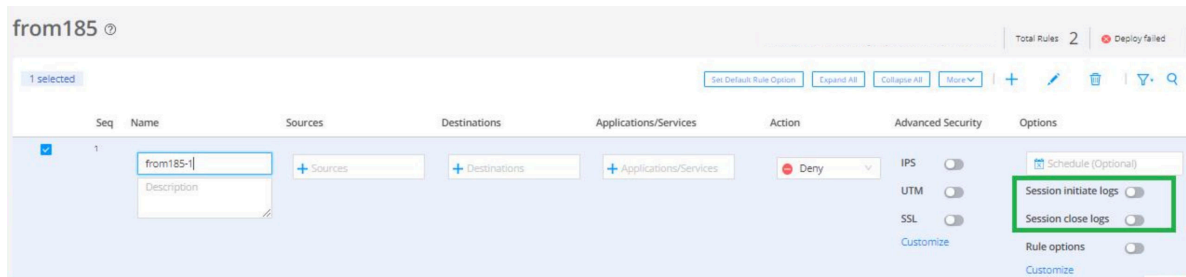 from185
Total Rules 2 Deploy failed
1 selected
Set Default Rule Option Expand All Collapse All More
Seq Name Sources Destinations Applications/Services Action Advanced Security Options
1 from185-1 Sources Destinations Applications/Services Deny IPS Schedule (Optional)
Description UTM Session initiate logs
SSL Session close logs
Customize Rule options
Customize